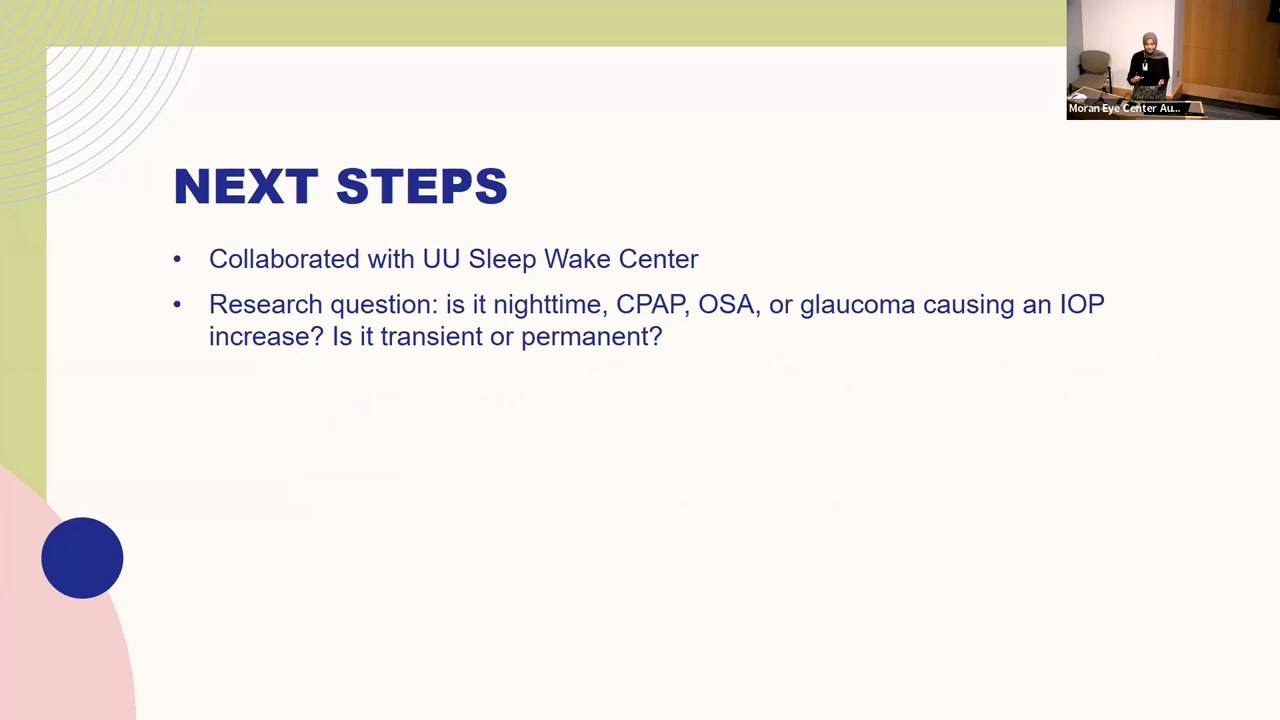 Moran Eye Center Au...
NEXT STEPS
• Collaborated with UU Sleep Wake Center
• Research question: is it nighttime, CPAP, OSA, or glaucoma causing an IOP
increase? Is it transient or permanent?